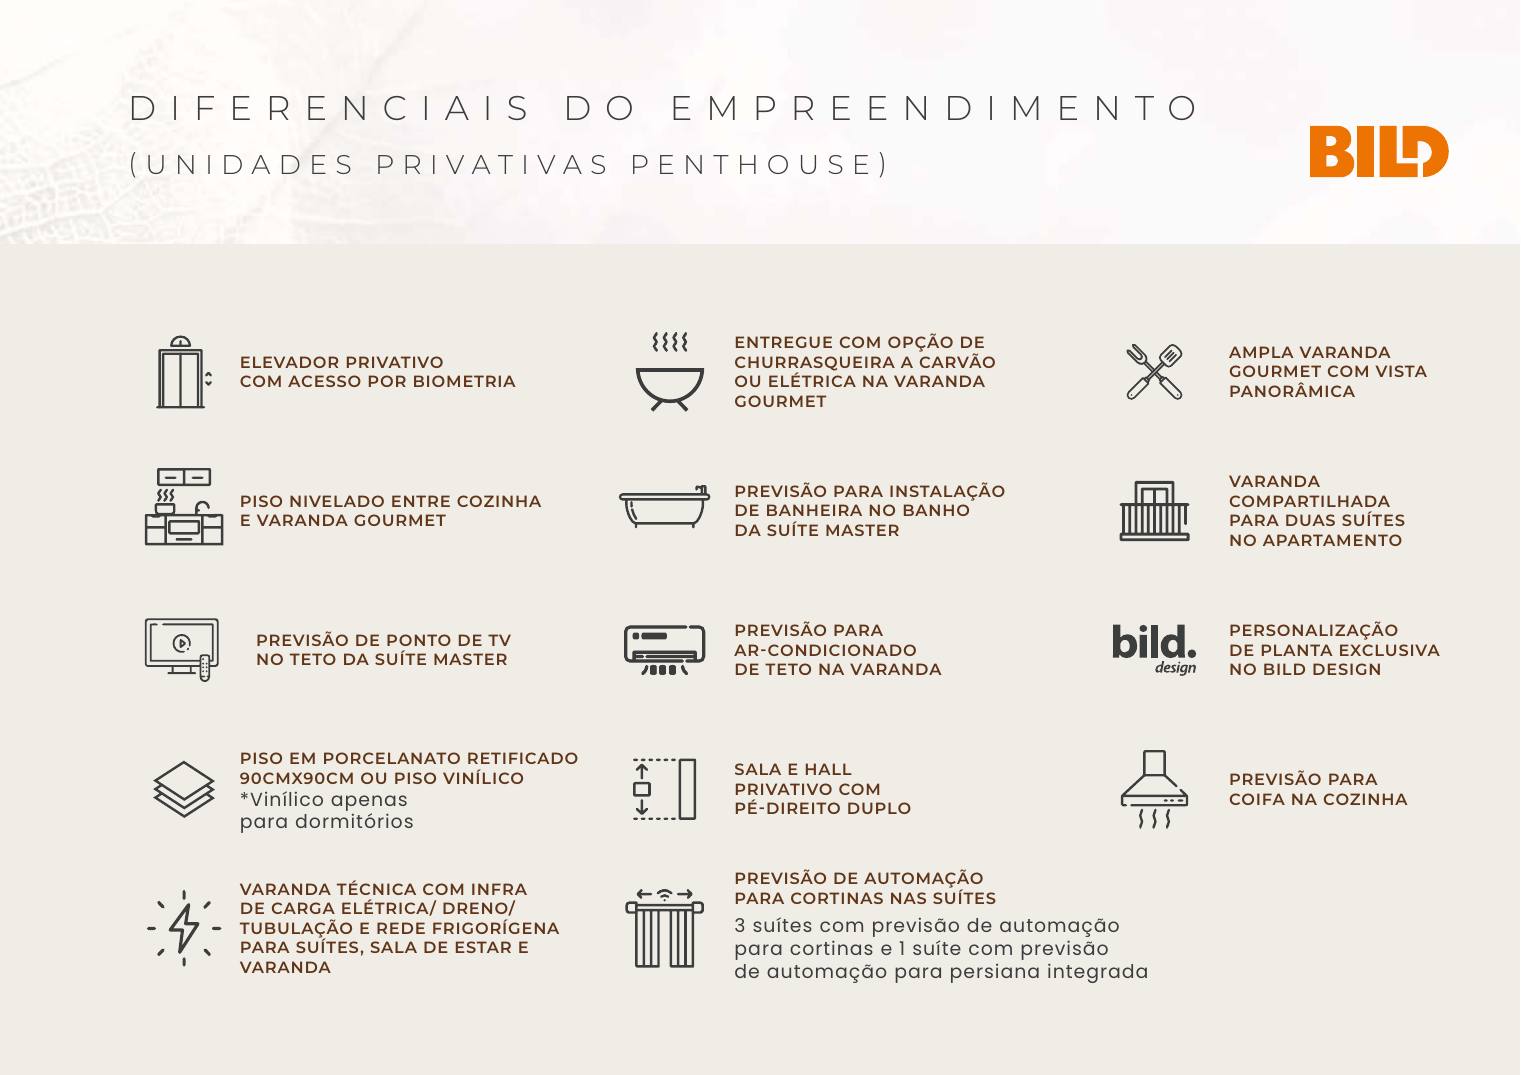 DIFERENCIAIS DO EMPREENDIMENTO
(UNIDADES PRIVATIVAS PENTHOUSE)
BILD
ELEVADOR PRIVATIVO
COM ACESSO POR BIOMETRIA
ENTREGUE COM OPÇÃO DE
CHURRASQUEIRA A CARVÃO
OU ELÉTRICA NA VARANDA
GOURMET
AMPLA VARANDA
GOURMET COM VISTA
PANORÂMICA
PISO NIVELADO ENTRE COZINHA
E VARANDA GOURMET
PREVISÃO PARA INSTALAÇÃO
DE BANHEIRA NO BANHO
DA SUÍTE MASTER
VARANDA
COMPARTILHADA
PARA DUAS SUÍTES
NO APARTAMENTO
PREVISÃO DE PONTO DE TV
NO TETO DA SUÍTE MASTER
PREVISÃO PARA
AR-CONDICIONADO
DE TETO NA VARANDA
bild.
design
PERSONALIZAÇÃO
DE PLANTA EXCLUSIVA
NO BILD DESIGN
PISO EM PORCELANATO RETIFICADO
90CMX90CM OU PISO VINÍLICO
*Vinílico apenas
para dormitórios
SALA E HALL
PRIVATIVO COM
PÉ-DIREITO DUPLO
PREVISÃO PARA
COIFA NA COZINHA
VARANDA TÉCNICA COM INFRA
DE CARGA ELÉTRICA/ DRENO/
TUBULAÇÃO E REDE FRIGORÍGENA
PARA SUÍTES, SALA DE ESTAR E
VARANDA
PREVISÃO DE AUTOMAÇÃO
PARA CORTINAS NAS SUÍTES
3 suítes com previsão de automação
para cortinas e 1 suíte com previsão
de automação para persiana integrada